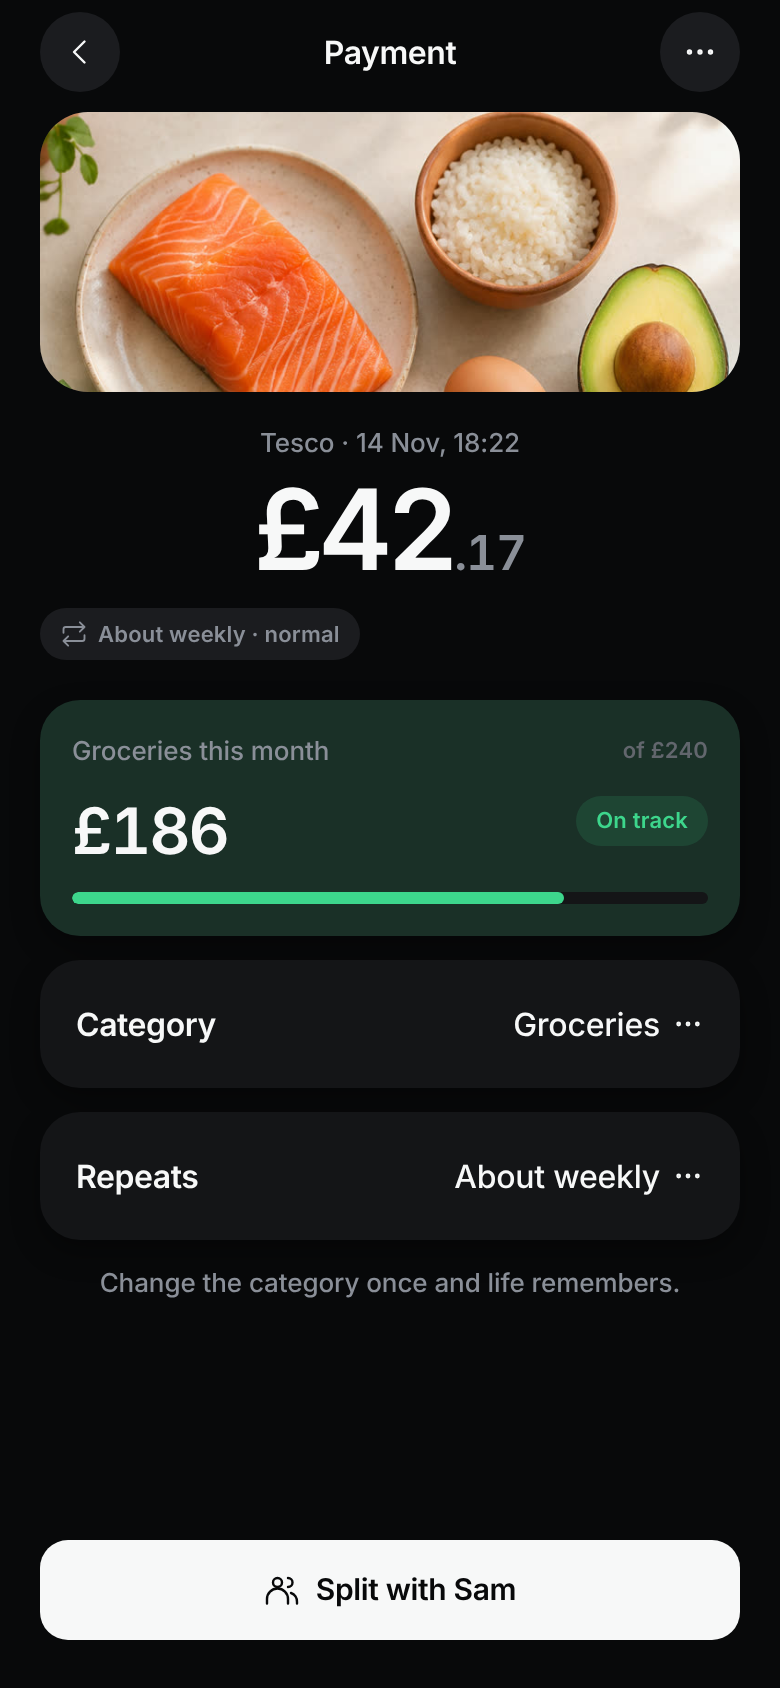 Payment
Tesco · 14 Nov, 18:22
£42.17
About weekly · normal
Groceries this month
of £240
£186
On track
Category
Groceries
Repeats
About weekly
Change the category once and life remembers.
Split with Sam